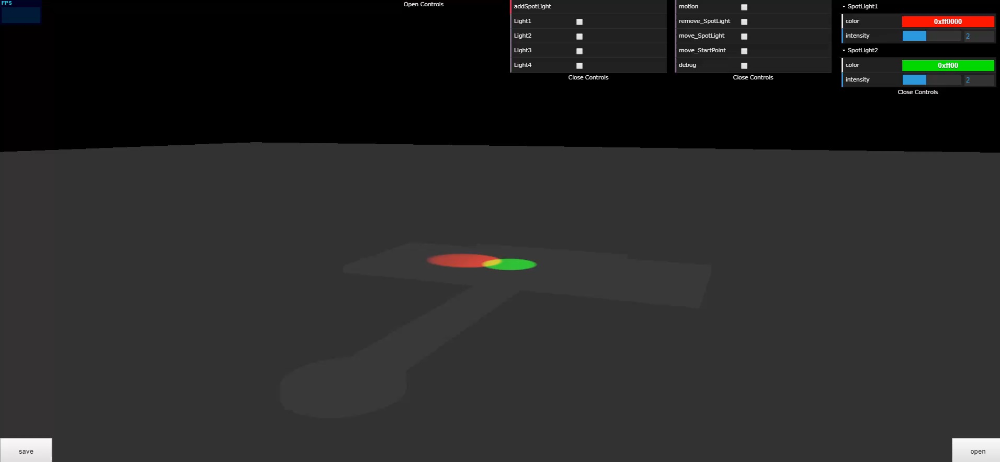 FPS
Open Controls
addSpotLight
Light1
Light2
Light3
Light4
Close Controls
motion
remove_SpotLight
move_SpotLight
move_StartPoint
debug
Close Controls
SpotLight1
color 0xff0000
intensity 2
SpotLight2
color 0xff00
intensity 2
Close Controls
save
open